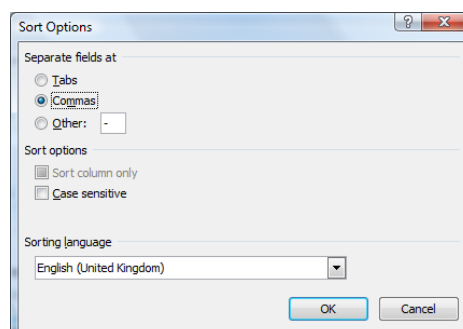 Sort Options
Separate fields at
Tabs
Commas
Other: -
Sort options
Sort column only
Case sensitive
Sorting language
English (United Kingdom)
OK Cancel